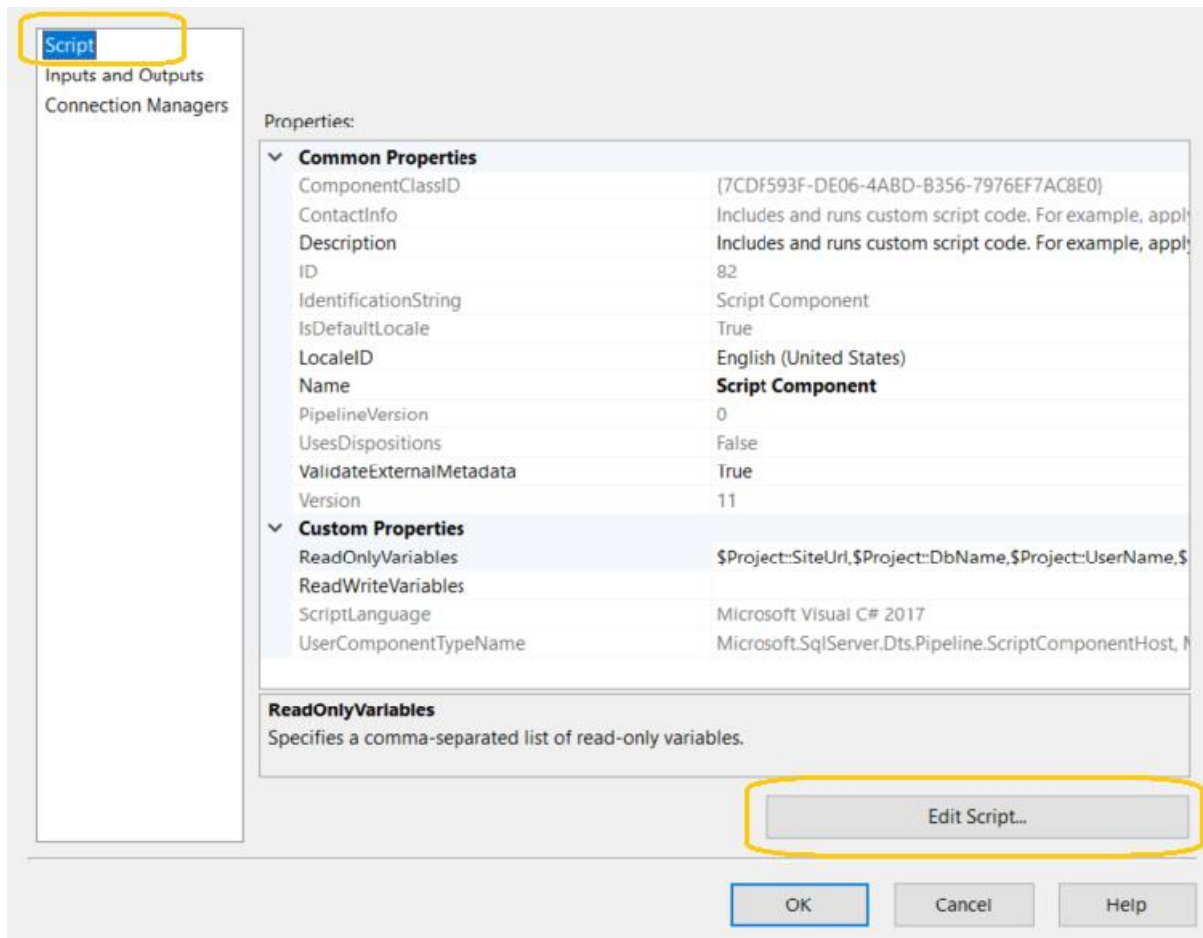 Script
Inputs and Outputs
Connection Managers
Properties:
Common Properties
ComponentClassID {7CDF593F-DE06-4ABD-B356-7976EF7AC8E0}
ContactInfo Includes and runs custom script code. For example, apply
Description Includes and runs custom script code. For example, apply
ID 82
IdentificationString Script Component
IsDefaultLocale True
LocaleID English (United States)
Name Script Component
PipelineVersion 0
UsesDispositions False
ValidateExternalMetadata True
Version 11
Custom Properties
ReadOnlyVariables $Project::SiteUrl,$Project::DbName,$Project::UserName,$
ReadWriteVariables
ScriptLanguage Microsoft Visual C# 2017
UserComponentTypeName Microsoft.SqlServer.Dts.Pipeline.ScriptComponentHost,
ReadOnlyVariables
Specifies a comma-separated list of read-only variables.
Edit Script...
OK Cancel Help